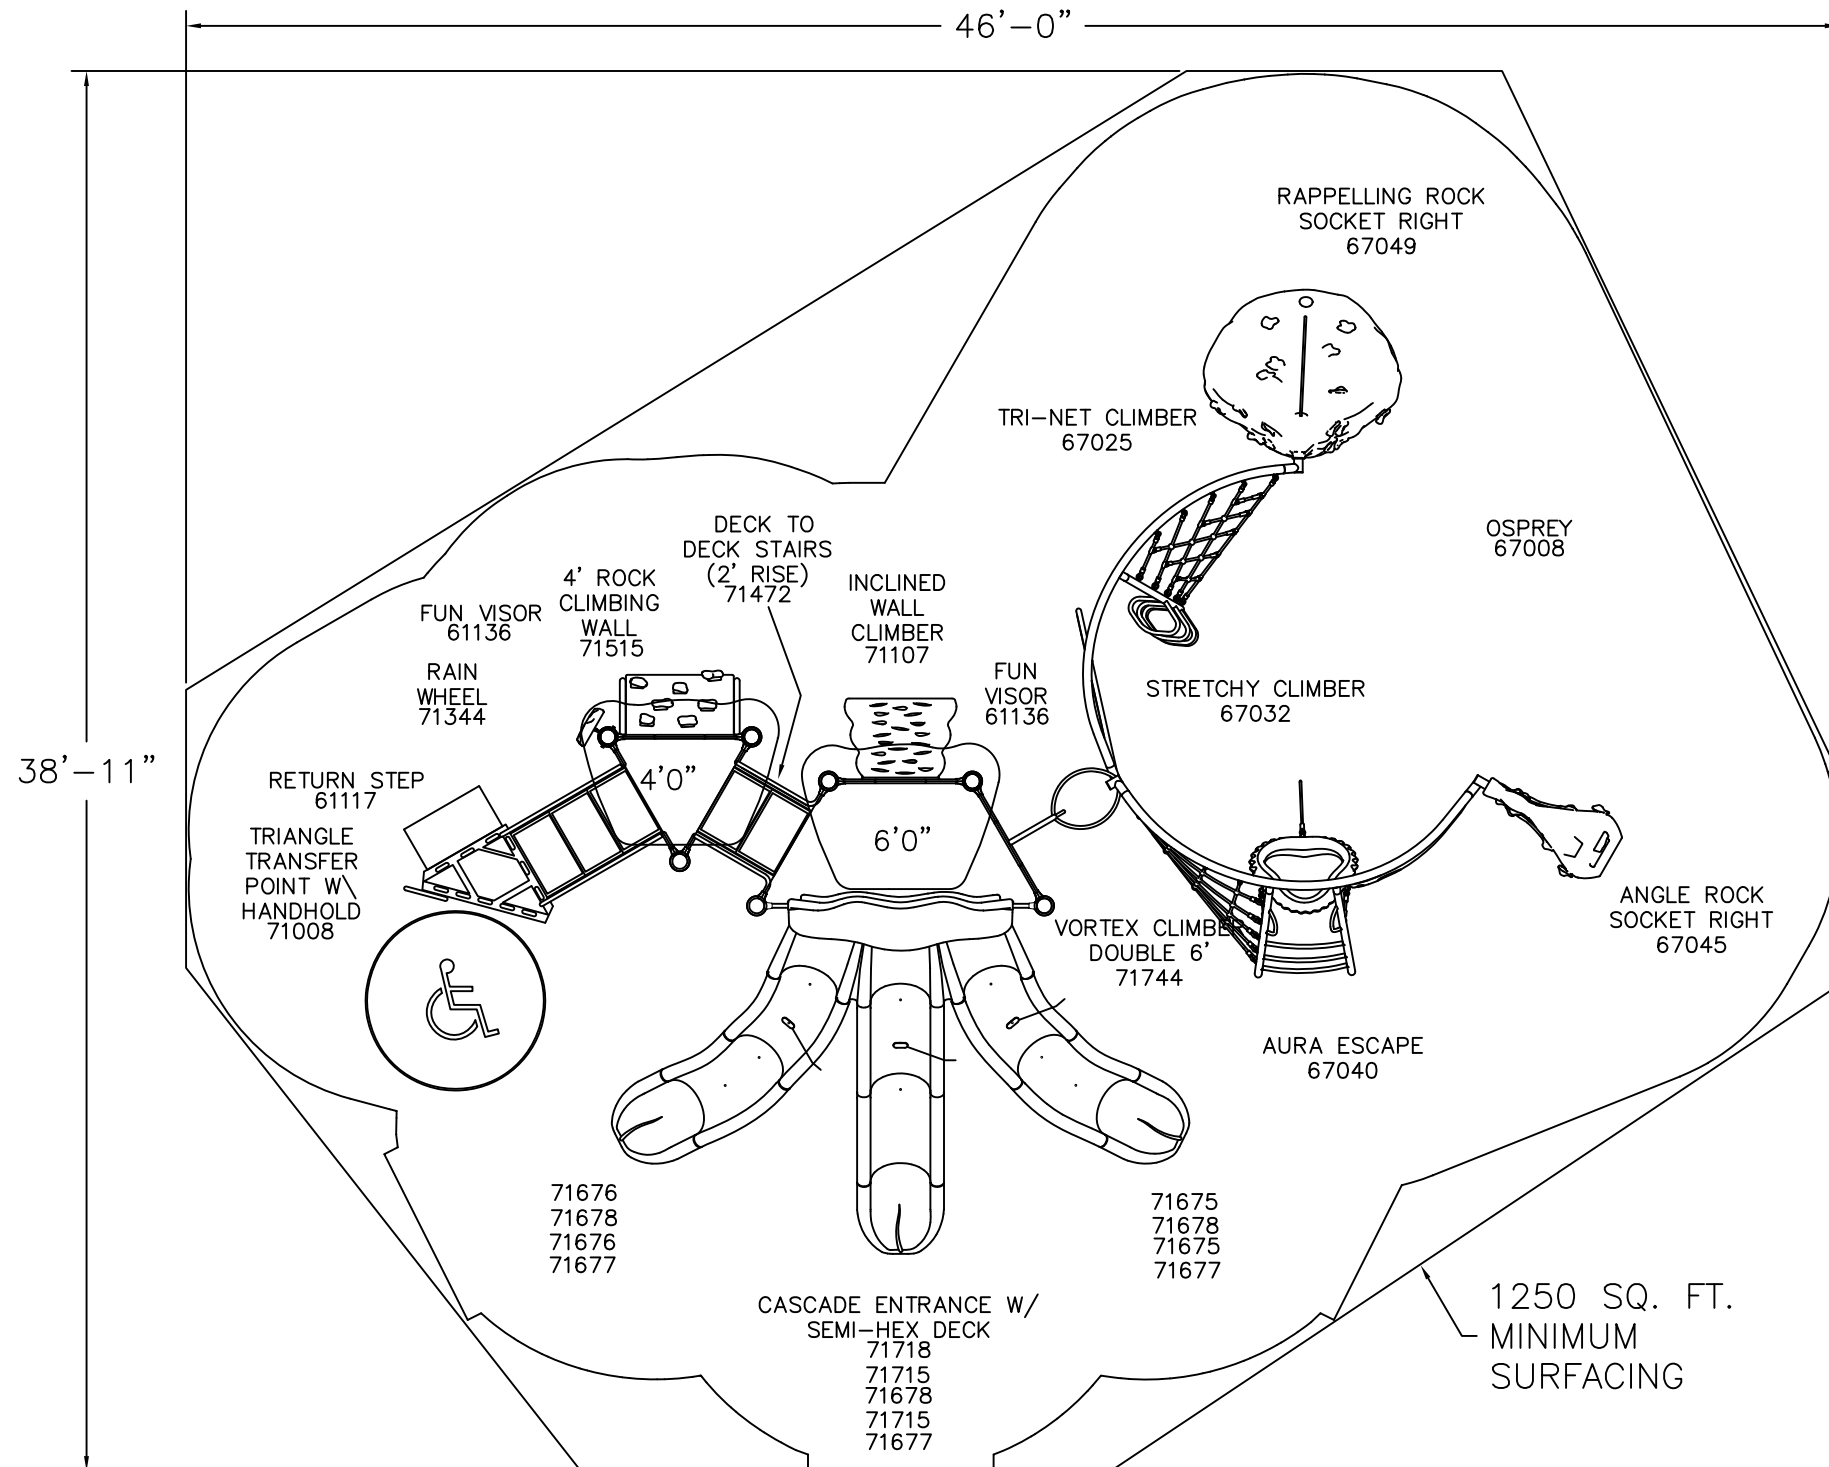 46'-0"
RAPPELLING ROCK
SOCKET RIGHT
67049
TRI-NET CLIMBER
67025
OSPREY
67008
DECK TO
DECK STAIRS
(2' RISE)
71472
4' ROCK
CLIMBING
WALL
71515
INCLINED
WALL
CLIMBER
71107
FUN VISOR
61136
RAIN
WHEEL
71344
FUN
VISOR
61136
STRETCHY CLIMBER
67032
38'-11"
RETURN STEP
61117
4'0"
6'0"
TRIANGLE
TRANSFER
POINT W\
HANDHOLD
71008
VORTEX CLIMBE
DOUBLE 6'
71744
ANGLE ROCK
SOCKET RIGHT
67045
AURA ESCAPE
67040
71676
71678
71676
71677
71675
71678
71675
71677
CASCADE ENTRANCE W/
SEMI-HEX DECK
71718
71715
71678
71715
71677
1250 SQ. FT.
MINIMUM
SURFACING